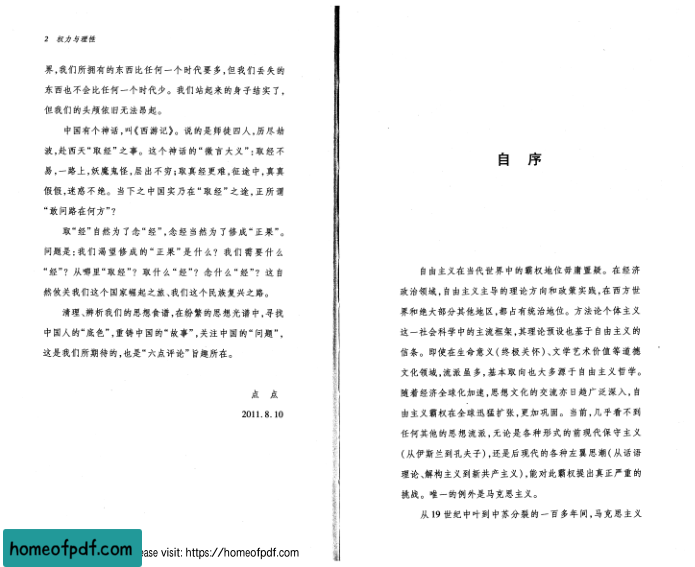 2 权力与理性
界,我们所拥有的东西比任何一个时代要多,但我们丢失的
东西也不会比任何一个时代少。我们站起来的身子结实了,
但我们的头颅依旧无法昂起。
中国有个神话,叫《西游记》。说的是师徒四人,历尽劫
波,赴西天“取经”之事。这个神话的“微言大义”:取经不
易,一路上,妖魔鬼怪,层出不穷;取真经更难,征途中,真真
假假,迷惑不绝。当下之中国实乃在“取经”之途,正所谓
“敢问路在何方”?
取“经”自然为了念“经”,念经当然为了修成“正果”。
问题是:我们渴望修成的“正果”是什么?我们需要什么
“经”?从哪里“取经”?取什么“经”?念什么“经”?这自
然攸关我们这个国家崛起之旅、我们这个民族复兴之路。
清理、辨析我们的思想食谱,在纷繁的思想光谱中,寻找
中国人的“底色”,重铸中国的“故事”,关注中国的“问题”,
这是我们所期待的,也是“六点评论”旨趣所在。
点 点
2011.8.10
自 序
自由主义在当代世界中的霸权地位毋庸置疑。在经济
政治领域,自由主义主导的理论方向和政策实践,在西方世
界和绝大部分其他地区,都占有统治地位。方法论个体主义
这一社会科学中的主流框架,其理论预设也基于自由主义的
信条。即使在生命意义(终极关怀)、文学艺术价值等道德
文化领域,流派虽多,基本取向也大多源于自由主义哲学。
随着经济全球化加速,思想文化的交流亦日趋广泛深入,自
由主义霸权在全球迅猛扩张,更加巩固。当前,几乎看不到
任何其他的思想流派,无论是各种形式的前现代保守主义
(从伊斯兰到孔夫子),还是后现代的各种左翼思潮(从话语
理论、解构主义到新共产主义),能对此霸权提出真正严重的
挑战。唯一的例外是马克思主义。
从 19 世纪中叶到中苏分裂的一百多年间,马克思主义
homeofpdf.com
ease visit: https://homeofpdf.com